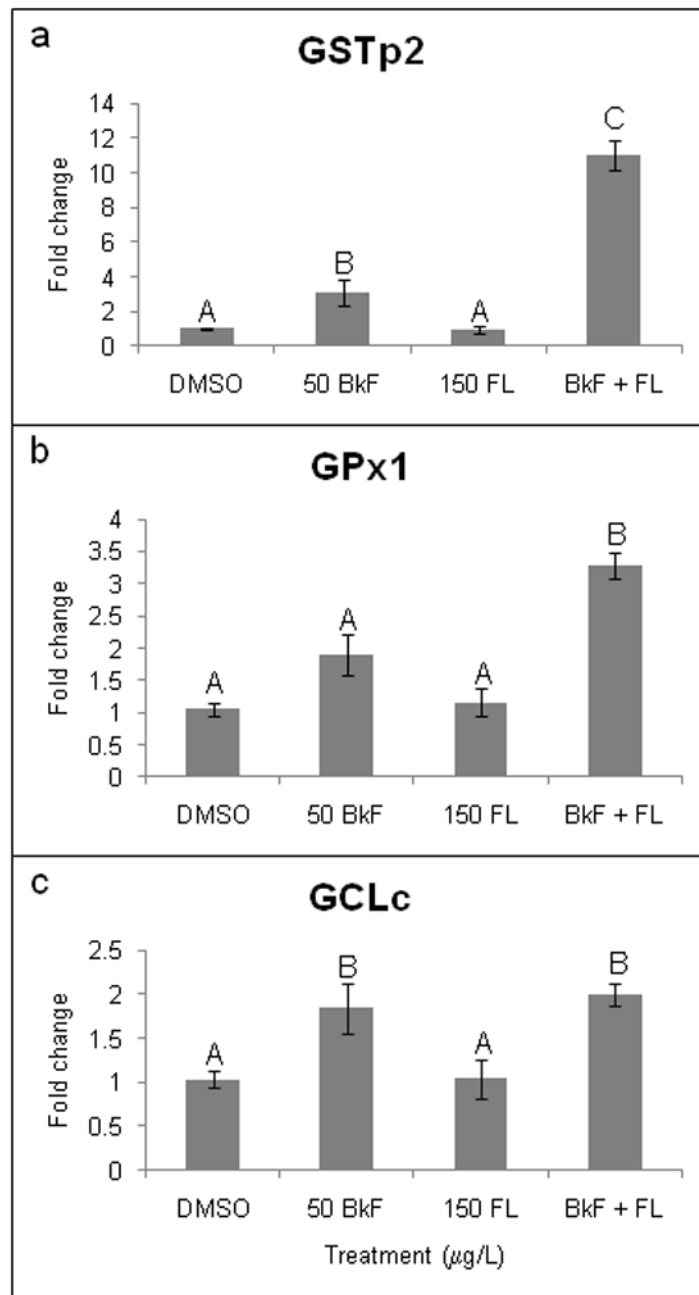 a
GSTp2
Fold change
14
12
10
8
6
4
2
0
A
B
A
C
DMSO 50 BkF 150 FL BkF + FL
b
GPx1
Fold change
4
3.5
3
2.5
2
1.5
1
0.5
0
A
A
A
B
DMSO 50 BkF 150 FL BkF + FL
c
GCLc
Fold change
2.5
2
1.5
1
0.5
0
A
B
A
B
DMSO 50 BkF 150 FL BkF + FL
Treatment (μg/L)